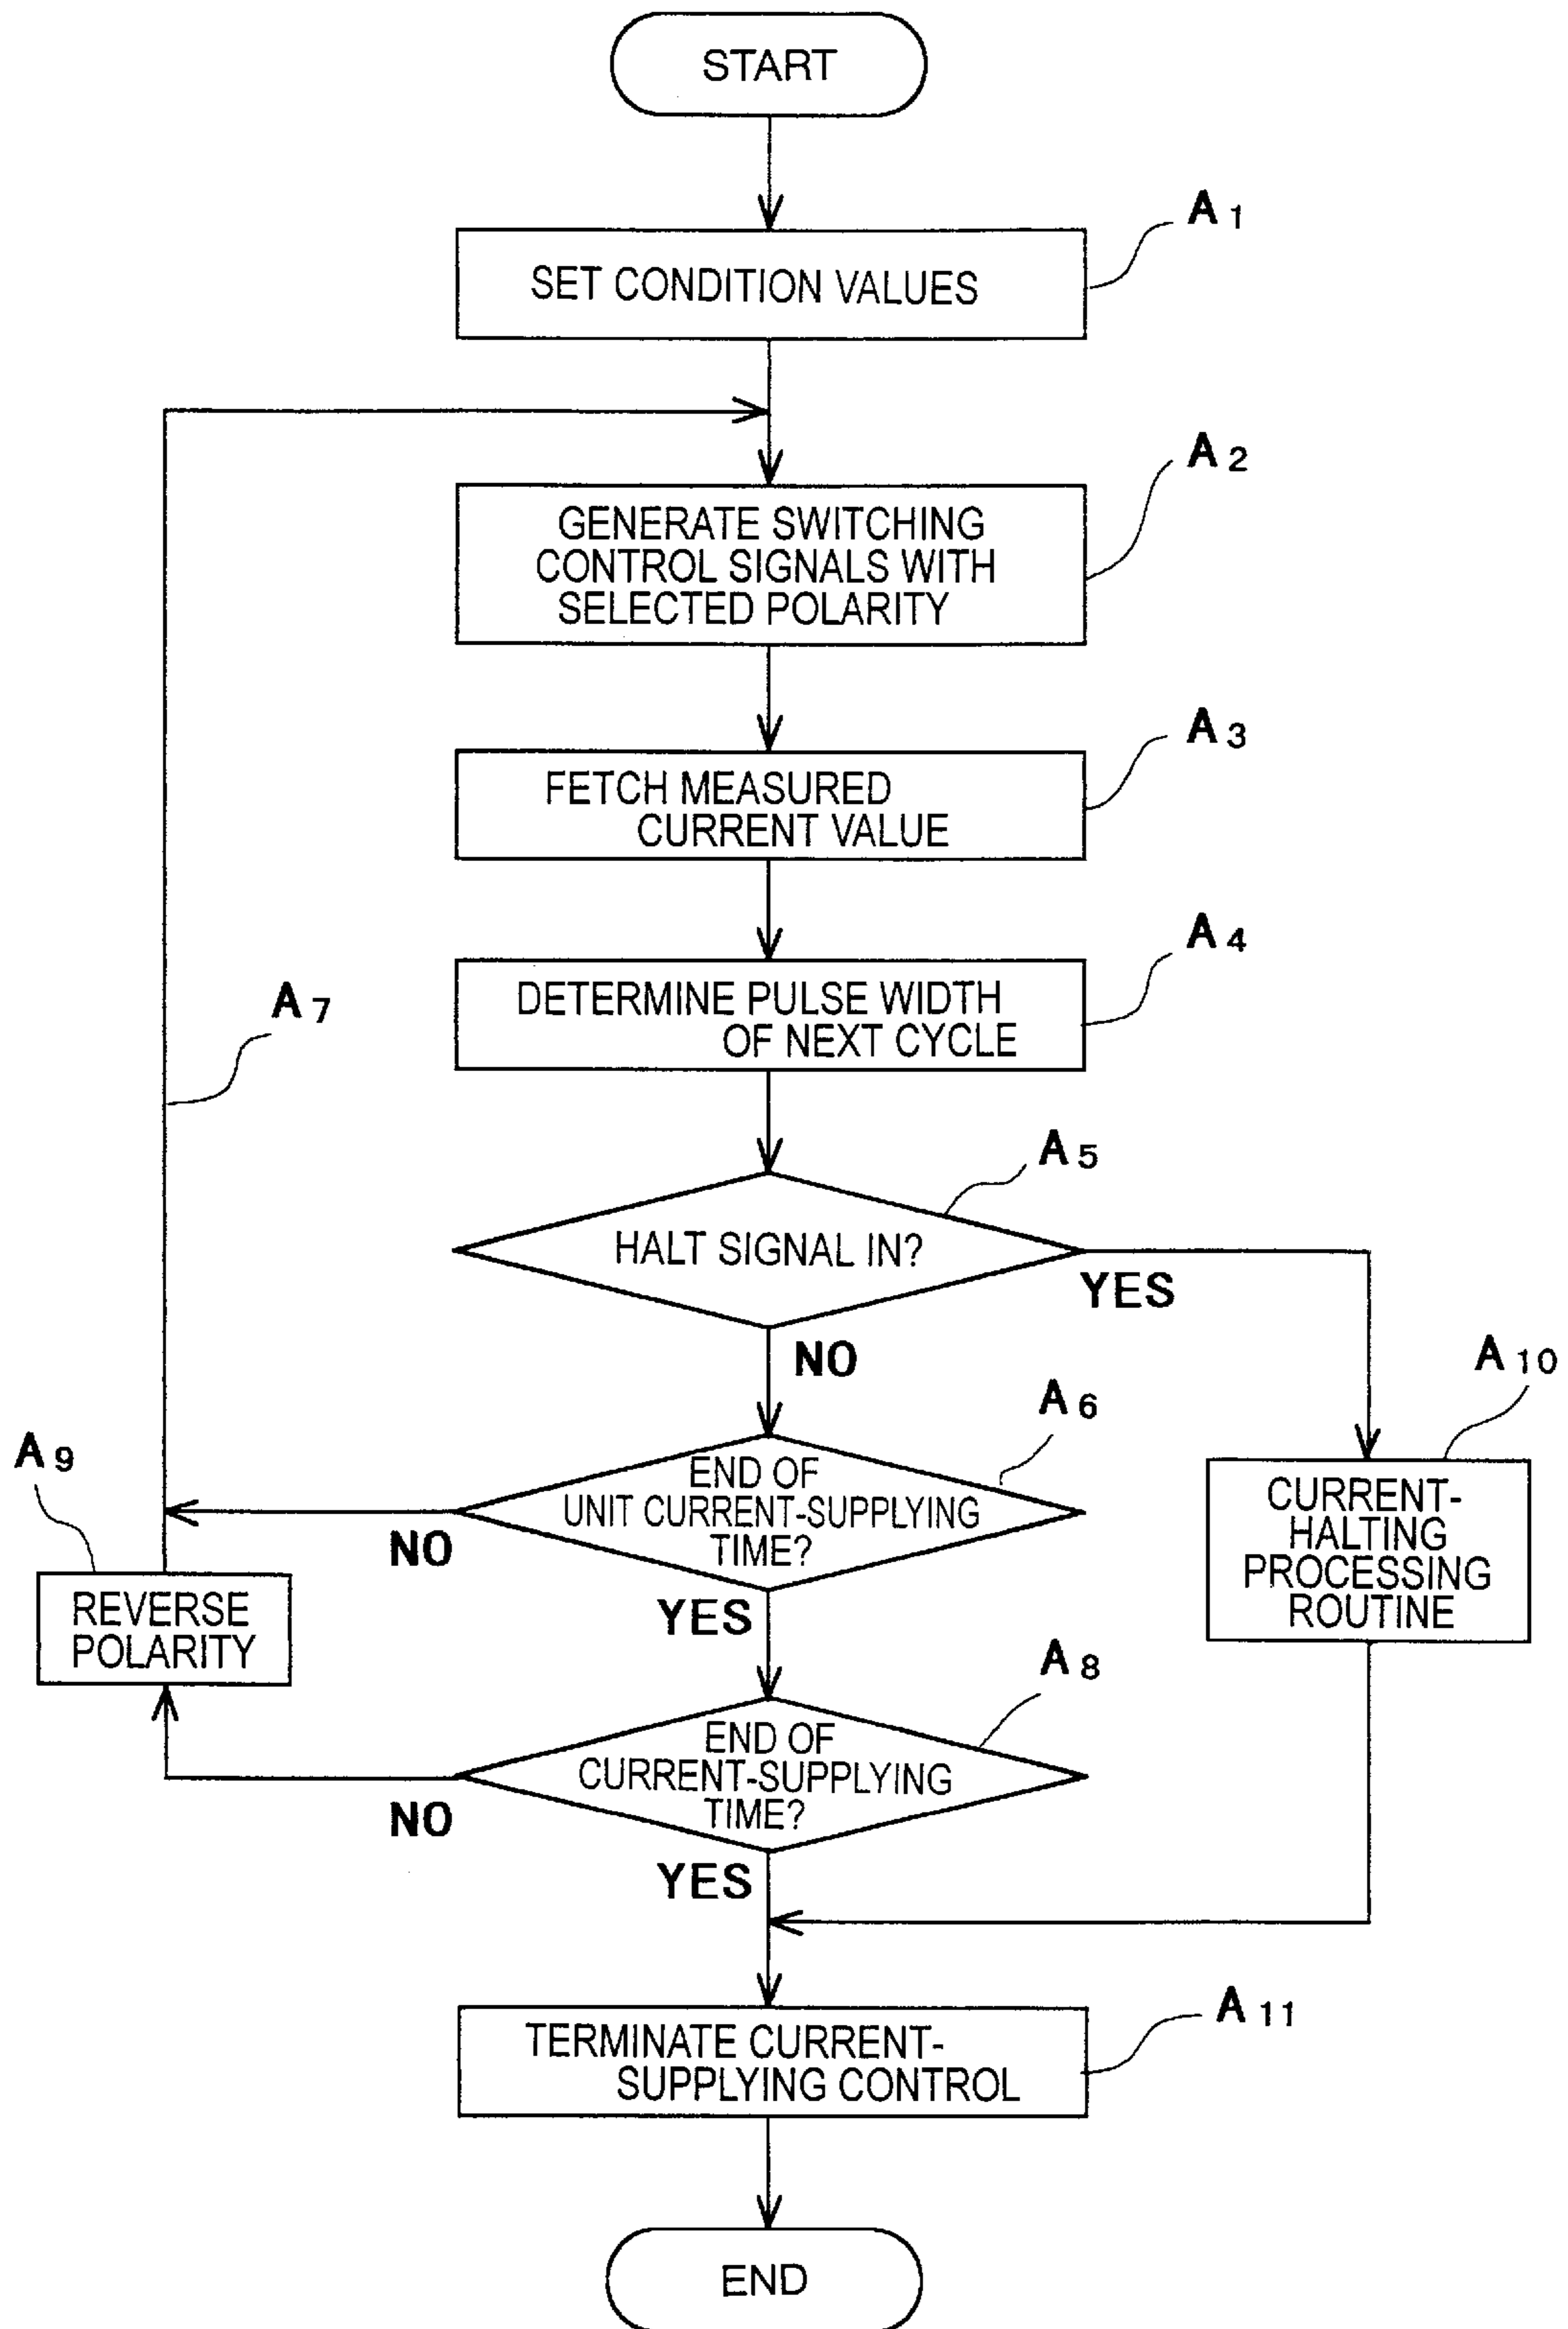 START
A1
SET CONDITION VALUES
A2
GENERATE SWITCHING
CONTROL SIGNALS WITH
SELECTED POLARITY
A3
FETCH MEASURED
CURRENT VALUE
A4
DETERMINE PULSE WIDTH
OF NEXT CYCLE
A7
A5
HALT SIGNAL IN?
YES
NO
A10
A6
A9
END OF
UNIT CURRENT-SUPPLYING
TIME?
NO
YES
CURRENT-
HALTING
PROCESSING
ROUTINE
REVERSE
POLARITY
A8
END OF
CURRENT-SUPPLYING
TIME?
NO
YES
A11
TERMINATE CURRENT-
SUPPLYING CONTROL
END